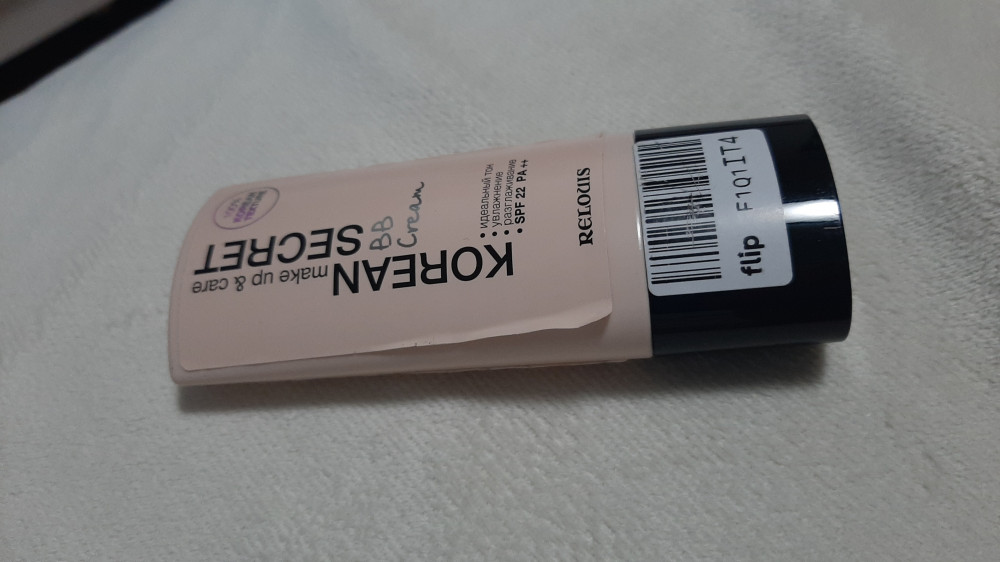 KOREAN
make up & care
SECRET
BB
Cream
• идеальный тон
• увлажнение
• разглаживание
• SPF 22 PA ++
RELOUIS
flip F1Q1IT4